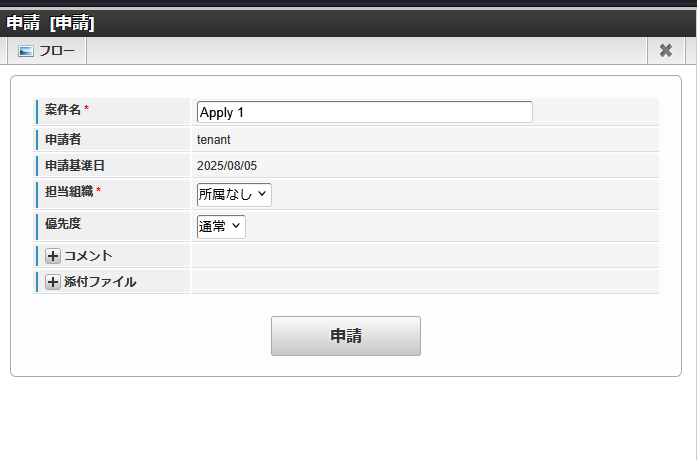 申請 [申請]
フロー
案件名 * Apply 1
申請者 tenant
申請基準日 2025/08/05
担当組織 * 所属なし
優先度 通常
コメント
添付ファイル
申請